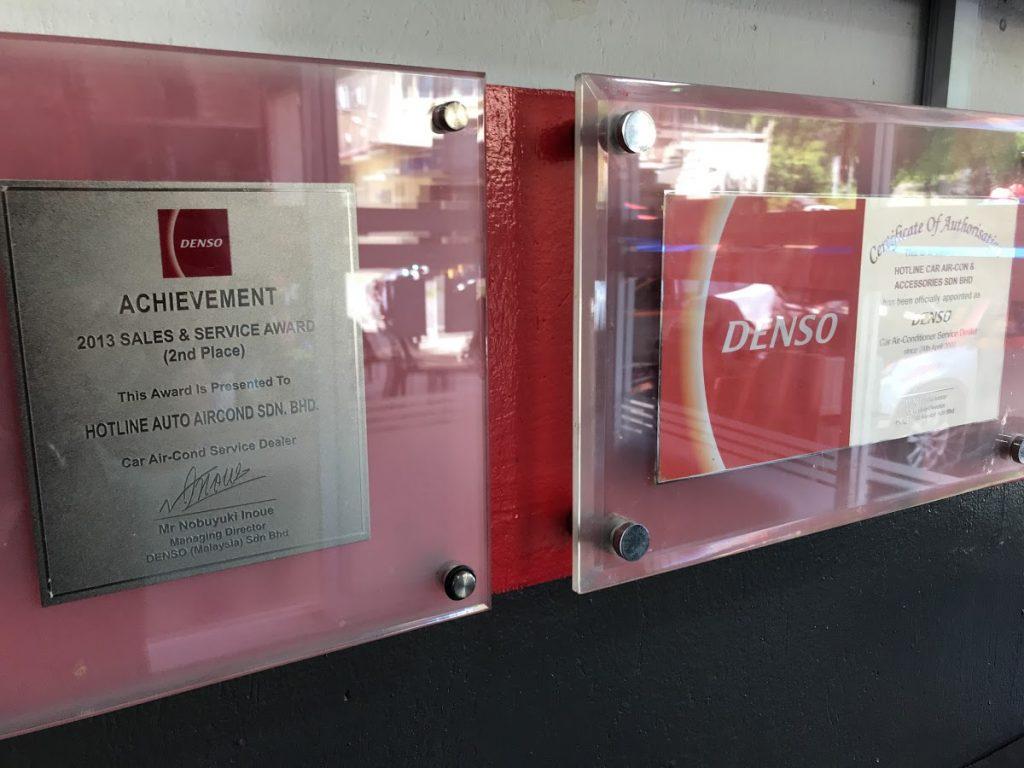 DENSO
ACHIEVEMENT
2013 SALES & SERVICE AWARD
(2nd Place)
This Award Is Presented To
HOTLINE AUTO AIRCOND SDN. BHD.
Car Air-Cond Service Dealer
Mr Nobuyuki Inoue
Managing Director
DENSO (Malaysia) Sdn Bhd
DENSO
Certificate Of Authorisation
HOTLINE CAR AIR-CON &
ACCESSORIES SDN BHD
has been officially appointed as
DENSO
Car Air-Conditioner Service Dealer
since